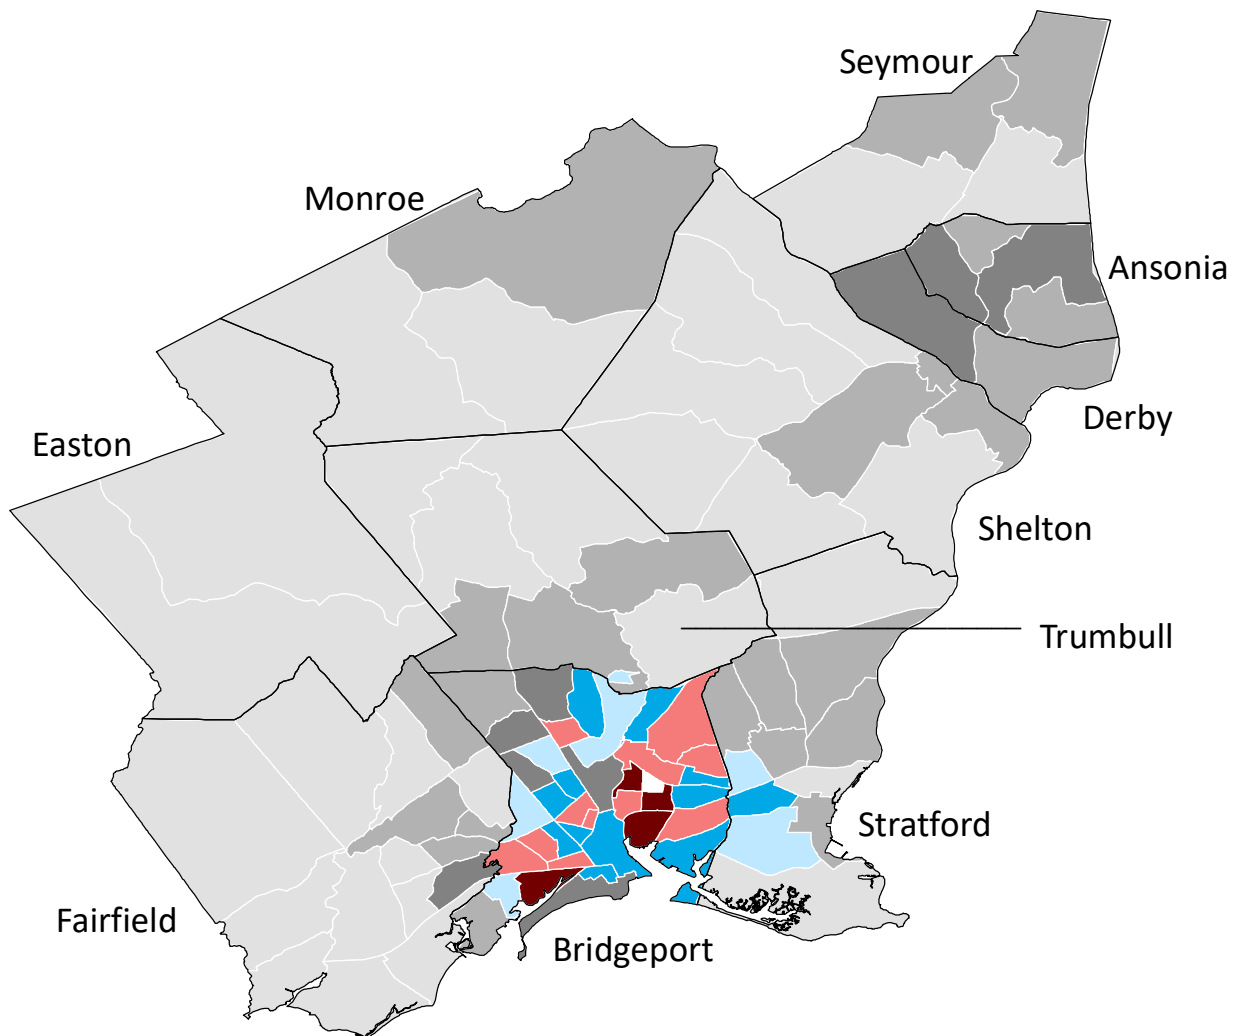 Seymour
Monroe
Ansonia
Derby
Easton
Shelton
Trumbull
Stratford
Fairfield
Bridgeport